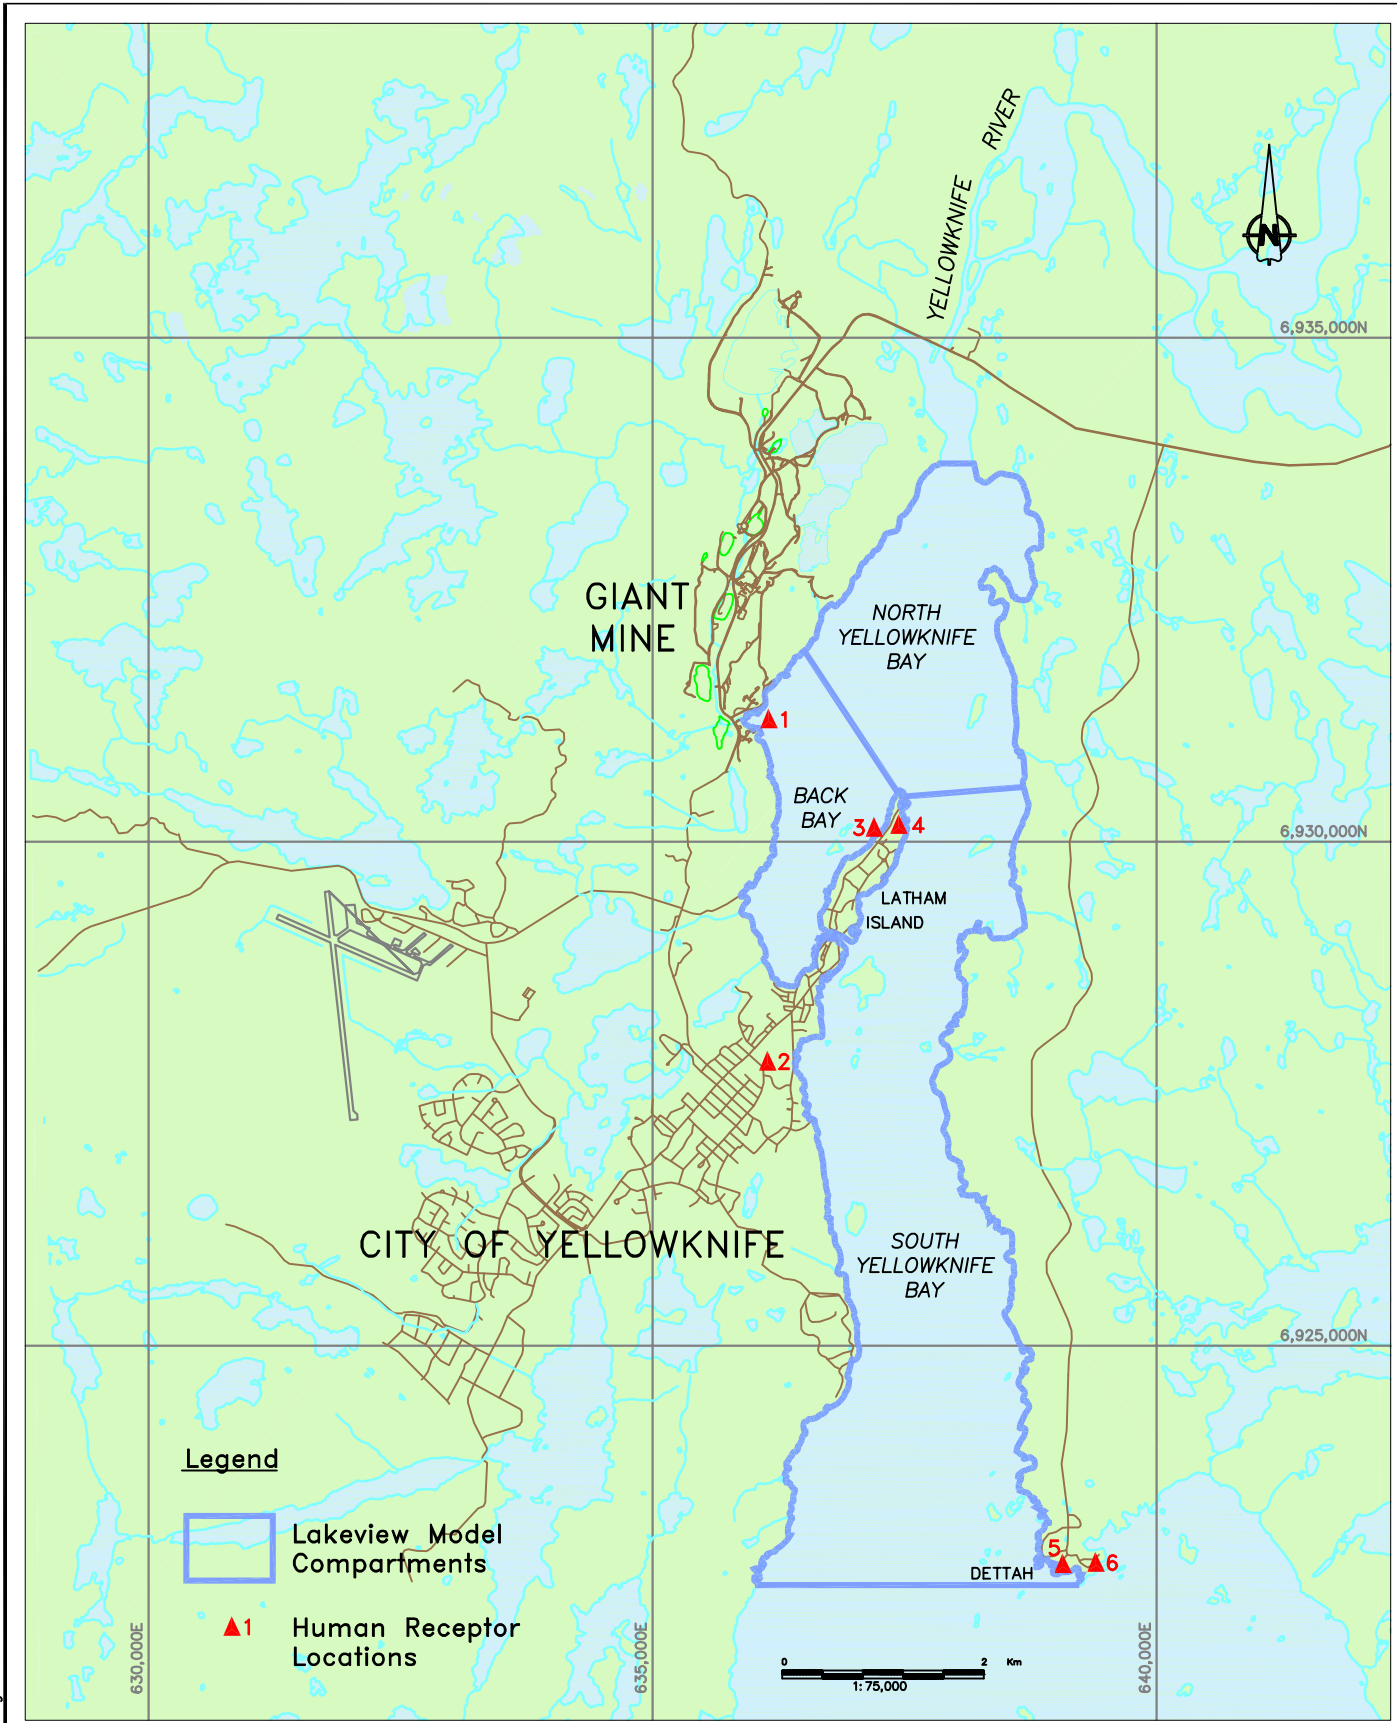 YELLOWKNIFE RIVER
N
6,935,000N
GIANT
MINE
NORTH
YELLOWKNIFE
BAY
1
BACK
BAY
3
4
6,930,000N
LATHAM
ISLAND
2
CITY OF YELLOWKNIFE
SOUTH
YELLOWKNIFE
BAY
6,925,000N
Legend
Lakeview Model
Compartments
1
Human Receptor
Locations
5
6
DETTAH
630,000E
635,000E
640,000E
0 2 Km
1:75,000